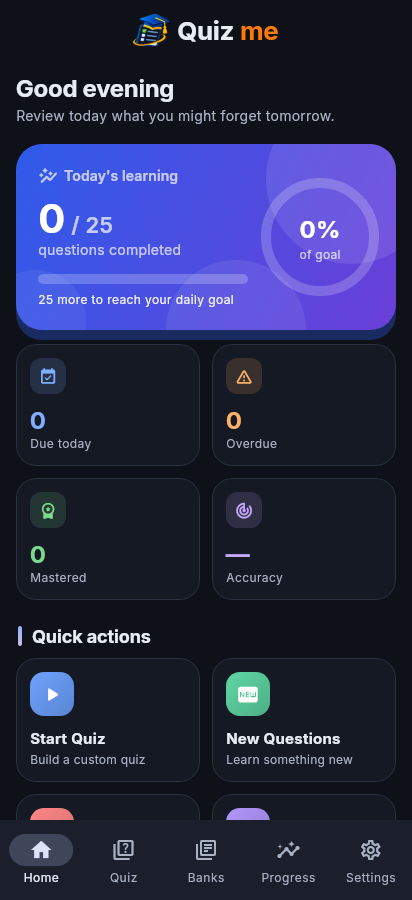 Quiz me
Good evening
Review today what you might forget tomorrow.
Today's learning
0 / 25
questions completed
25 more to reach your daily goal
0%
of goal
0
Due today
0
Overdue
0
Mastered
—
Accuracy
Quick actions
Start Quiz
Build a custom quiz
NEW
New Questions
Learn something new
Home
Quiz
Banks
Progress
Settings